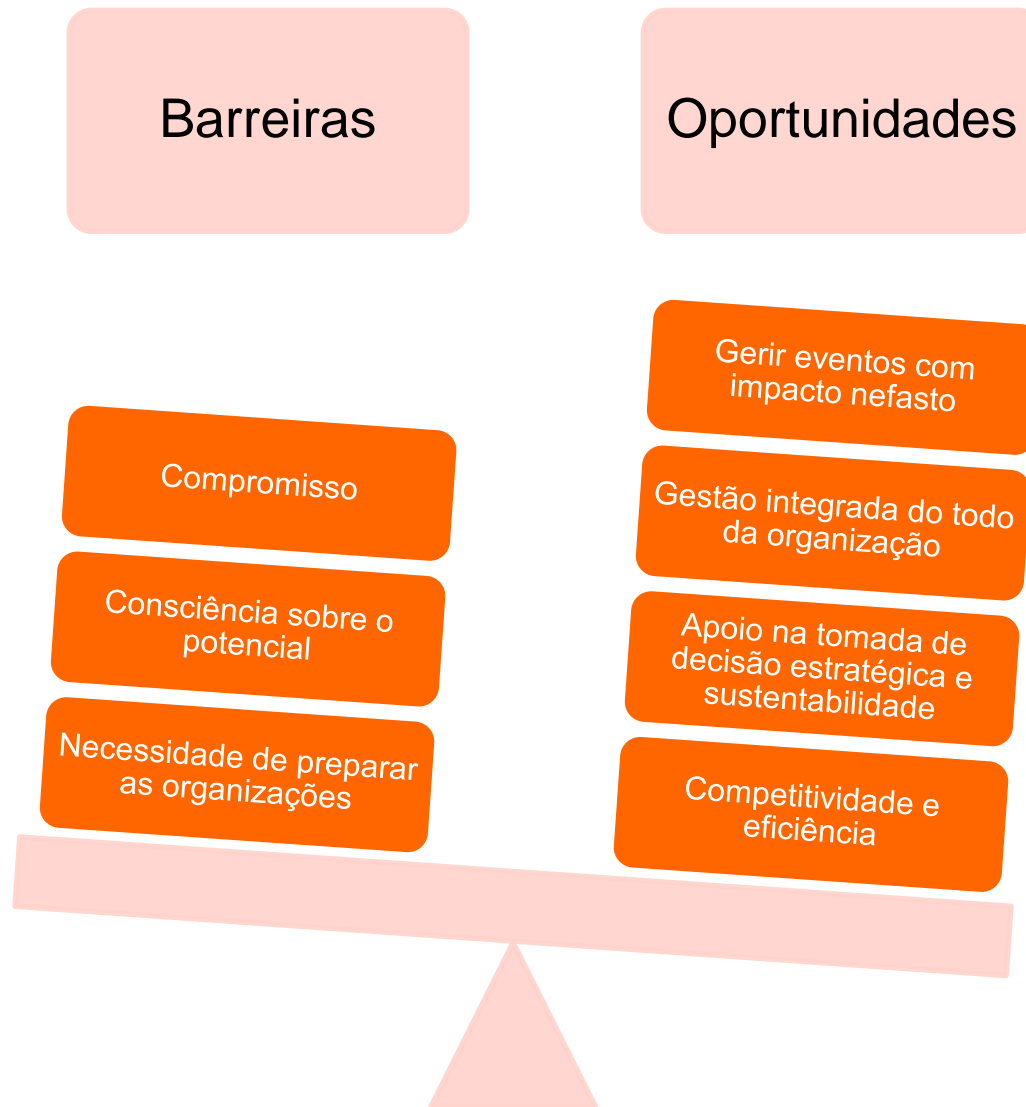 Barreiras
Oportunidades
Compromisso
Consciência sobre o
potencial
Necessidade de preparar
as organizações
Gerir eventos com
impacto nefasto
Gestão integrada do todo
da organização
Apoio na tomada de
decisão estratégica e
sustentabilidade
Competitividade e
eficiência